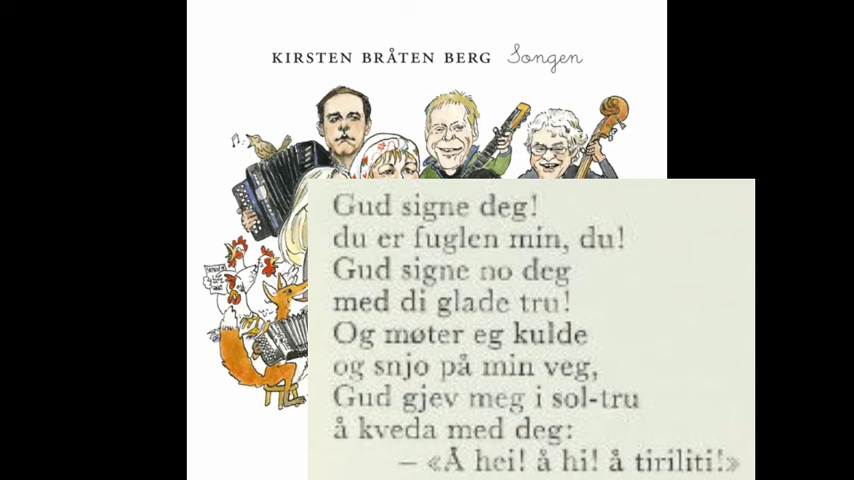 KIRSTEN BRÅTEN BERG Songen
Gud signe deg!
du er fuglen min, du!
Gud signe no deg
med di glade tru!
Og møter eg kulde
og snjo på min veg,
Gud gjev meg i sol-tru
å kveda med deg:
– «Å hei! å hi! å tiriliti!»